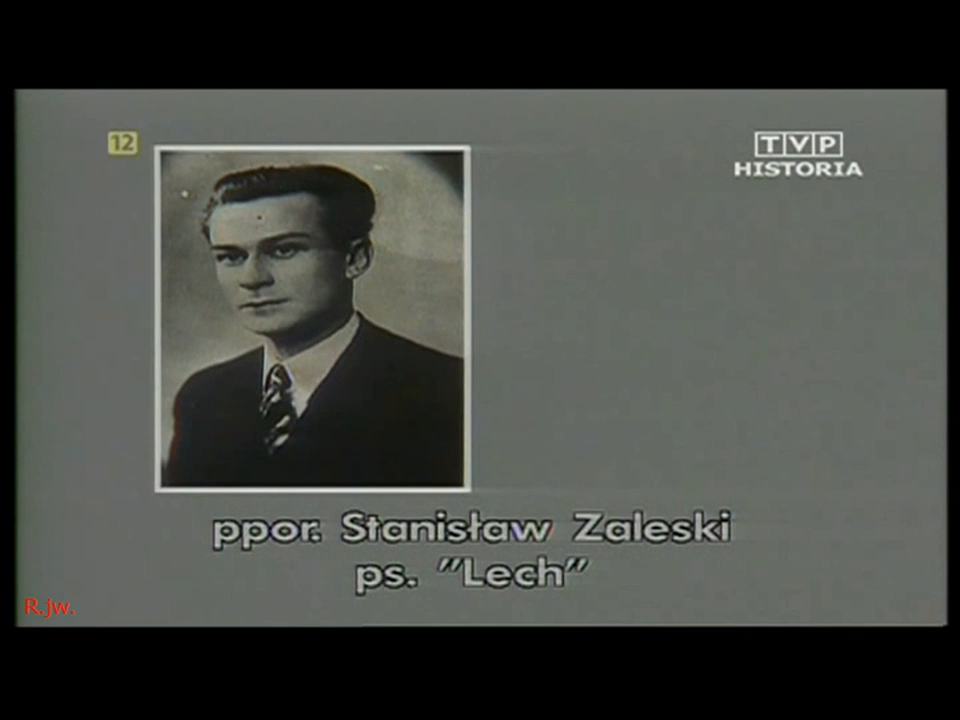 12
TVP
HISTORIA
ppor. Stanisław Zaleski
ps. "Lech"
R.jw.